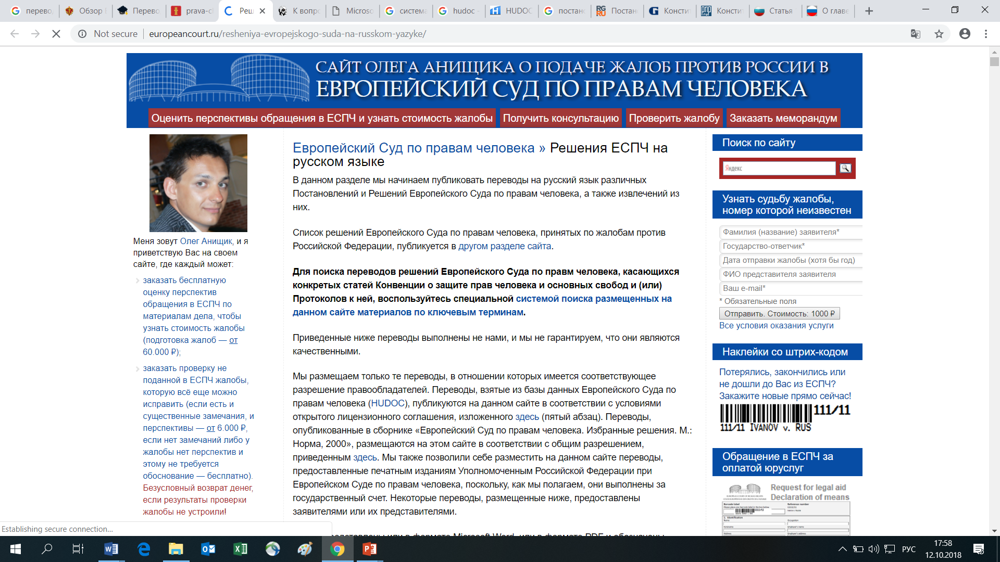 перево
Обзор
Перево
prava-c
Реш
К вопр
Microso
система
hudoc -
HUDOC
постано
Постан
Консти
Консти
Статья
О главе
Not secure
europeancourt.ru/resheniya-evropejskogo-suda-na-russkom-yazyke/
САЙТ ОЛЕГА АНИЩИКА О ПОДАЧЕ ЖАЛОБ ПРОТИВ РОССИИ В
ЕВРОПЕЙСКИЙ СУД ПО ПРАВАМ ЧЕЛОВЕКА
Оценить перспективы обращения в ЕСПЧ и узнать стоимость жалобы
Получить консультацию
Проверить жалобу
Заказать меморандум
Меня зовут Олег Анищик, и я
приветствую Вас на своем
сайте, где каждый может:
заказать бесплатную
оценку перспектив
обращения в ЕСПЧ по
материалам дела, чтобы
узнать стоимость жалобы
(подготовка жалоб — от
60.000 ₽);
заказать проверку не
поданной в ЕСПЧ жалобы,
которую всё еще можно
исправить (если есть и
существенные замечания, и
перспективы — от 6.000 ₽,
если нет замечаний либо у
жалобы нет перспектив и
этому не требуется
обоснование — бесплатно).
Безусловный возврат денег,
если результаты проверки
жалобы не устроили!
Европейский Суд по правам человека » Решения ЕСПЧ на
русском языке
В данном разделе мы начинаем публиковать переводы на русский язык различных
Постановлений и Решений Европейского Суда по правам человека, а также извлечений из
них.
Список решений Европейского Суда по правам человека, принятых по жалобам против
Российской Федерации, публикуется в другом разделе сайта.
Для поиска переводов решений Европейского Суда по правм человека, касающихся
конкретых статей Конвенции о защите прав человека и основных свобод и (или)
Протоколов к ней, воспользуйтесь специальной системой поиска размещенных на
данном сайте материалов по ключевым терминам.
Приведенные ниже переводы выполнены не нами, и мы не гарантируем, что они являются
качественными.
Мы размещаем только те переводы, в отношении которых имеется соответствующее
разрешение правообладателей. Переводы, взятые из базы данных Европейского Суда по
правам человека (HUDOC), публикуются на данном сайте в соответствии с условиями
открытого лицензионного соглашения, изложенного здесь (пятый абзац). Переводы,
опубликованные в сборнике «Европейский Суд по правам человека. Избранные решения. М.:
Норма, 2000», размещаются на этом сайте в соответствии с общим разрешением,
приведенным здесь. Мы также позволили себе разместить на данном сайте переводы,
предоставленные печатным изданиям Уполномоченным Российской Федерации при
Европейском Суде по правам человека, поскольку, как мы полагаем, они выполнены за
государственный счет. Некоторые переводы, размещенные ниже, предоставлены
заявителями или их представителями.
Поиск по сайту
Яндекс
Узнать судьбу жалобы,
номер которой неизвестен
Фамилия (название) заявителя*
Государство-ответчик*
Дата отправки жалобы (хотя бы год)
ФИО представителя заявителя
Ваш e-mail*
* Обязательные поля
Отправить. Стоимость: 1000 ₽
Все условия оказания услуги
Наклейки со штрих-кодом
Потерялись, закончились или
не дошли до Вас из ЕСПЧ?
Закажите новые прямо сейчас!
111/11
111/11 IVANOV v. RUS
Обращение в ЕСПЧ за
оплатой юруслуг
Request for legal aid
Declaration of means
Establishing secure connection...
РУС
17:58
12.10.2018